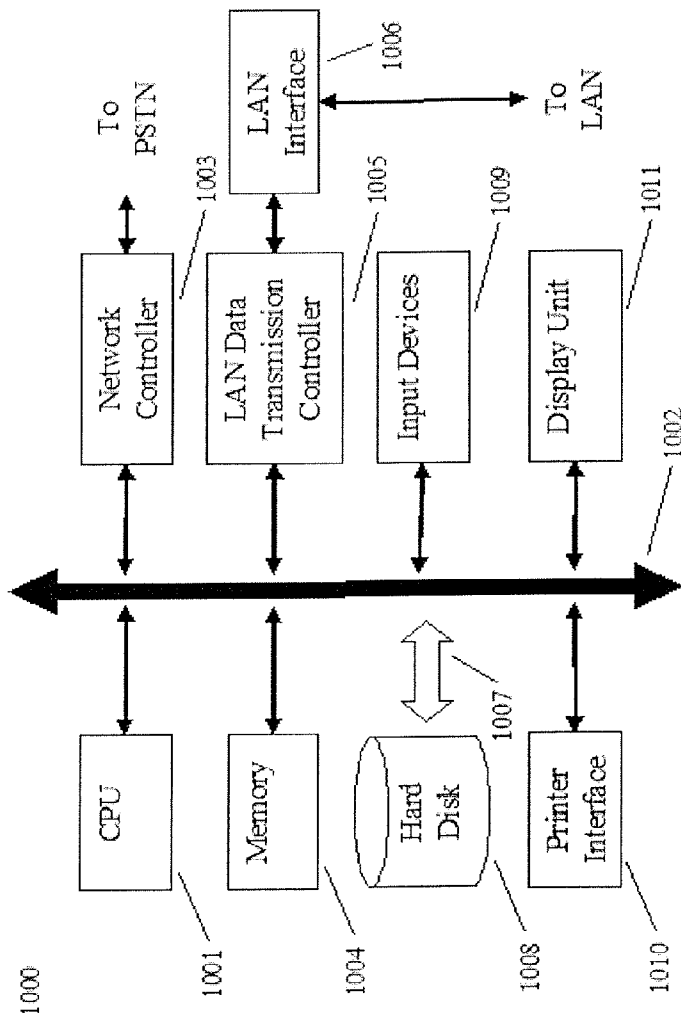 1000
CPU
1001
Memory
1004
Hard
Disk
1008
1007
Printer
Interface
1010
Network
Controller
1003
To
PSTN
LAN Data
Transmission
Controller
1005
LAN
Interface
1006
Input Devices
1009
To
LAN
Display Unit
1011
1002